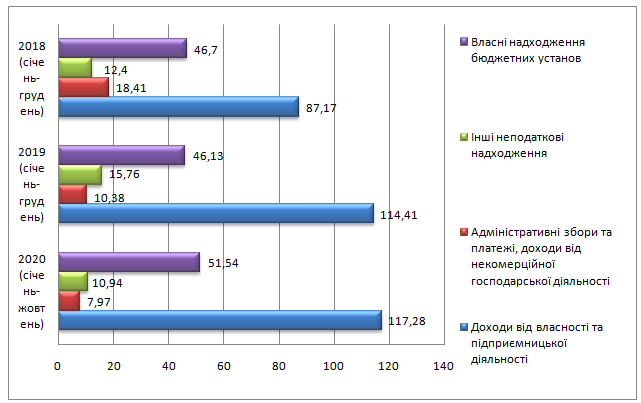 2018
(січе
нь-
груд
ень)
46,7
12,4
18,41
87,17
2019
(січе
нь-
груд
ень)
46,13
15,76
10,38
114,41
2020
(січе
нь-
жовт
ень)
51,54
10,94
7,97
117,28
0 20 40 60 80 100 120 140
Власні надходження
бюджетних установ
Інші неподаткові
надходження
Адміністративні збори та
платежі, доходи від
некомерційної
господарської діяльності
Доходи від власності та
підприємницької
діяльності